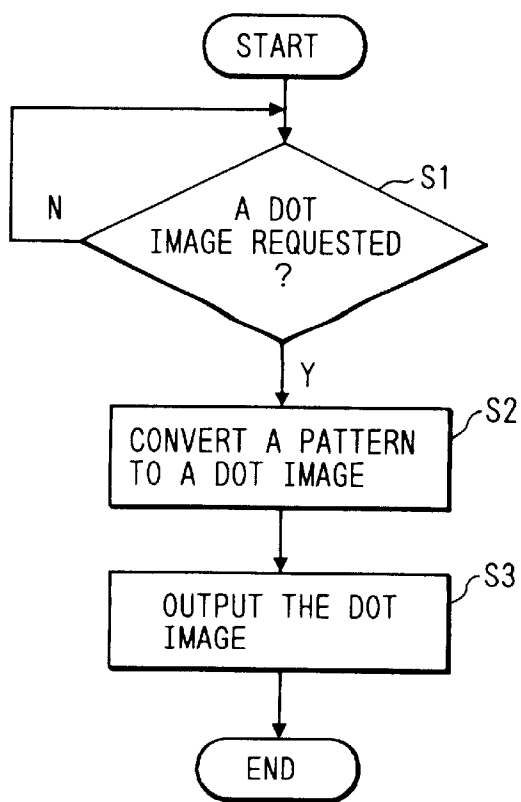 START
S1
N
A DOT
IMAGE REQUESTED
?
Y
S2
CONVERT A PATTERN
TO A DOT IMAGE
S3
OUTPUT THE DOT
IMAGE
END